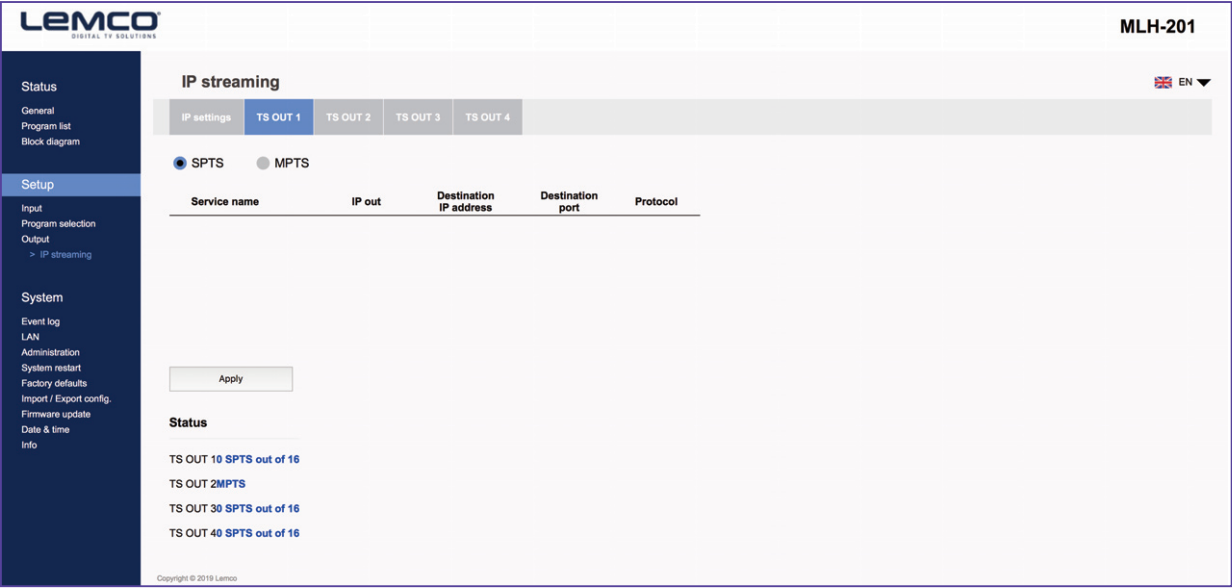 LEMCO
DIGITAL TV SOLUTIONS
MLH-201
Status
General
Program list
Block diagram
Setup
Input
Program selection
Output
> IP streaming
System
Event log
LAN
Administration
System restart
Factory defaults
Import / Export config.
Firmware update
Date & time
Info
IP streaming
EN
IP settings TS OUT 1 TS OUT 2 TS OUT 3 TS OUT 4
SPTS MPTS
Service name IP out Destination IP address Destination port Protocol
Apply
Status
TS OUT 10 SPTS out of 16
TS OUT 2MPTS
TS OUT 30 SPTS out of 16
TS OUT 40 SPTS out of 16
Copyright © 2019 Lemco